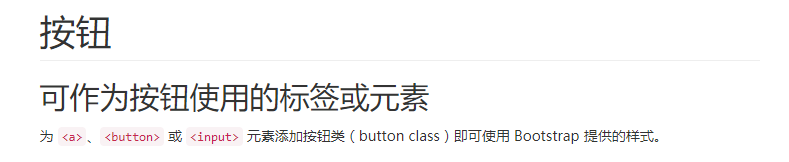 按钮
可作为按钮使用的标签或元素
为 <a> 、<button> 或 <input> 元素添加按钮类（button class）即可使用 Bootstrap 提供的样式。